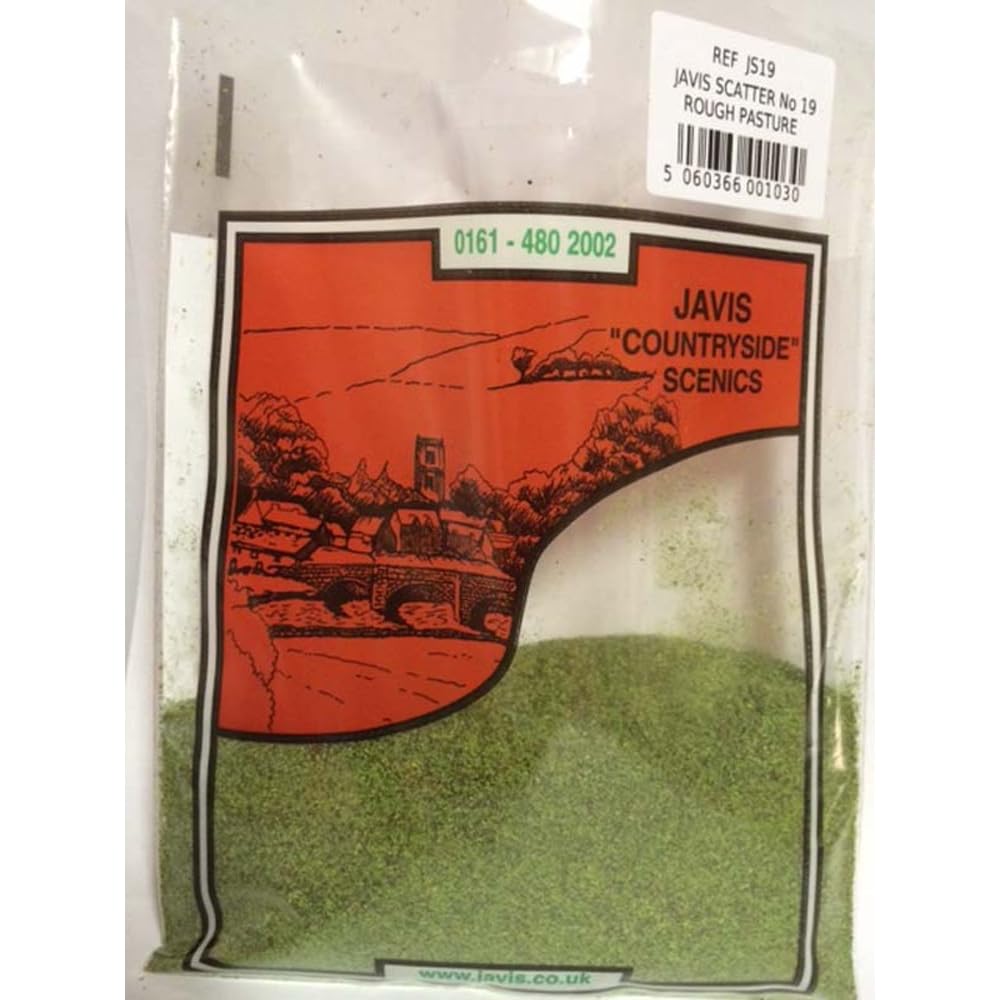 REF JS19
JAVIS SCATTER No 19
ROUGH PASTURE
5 060366 001030
0161 - 480 2002
JAVIS
"COUNTRYSIDE"
SCENICS
www.javis.co.uk